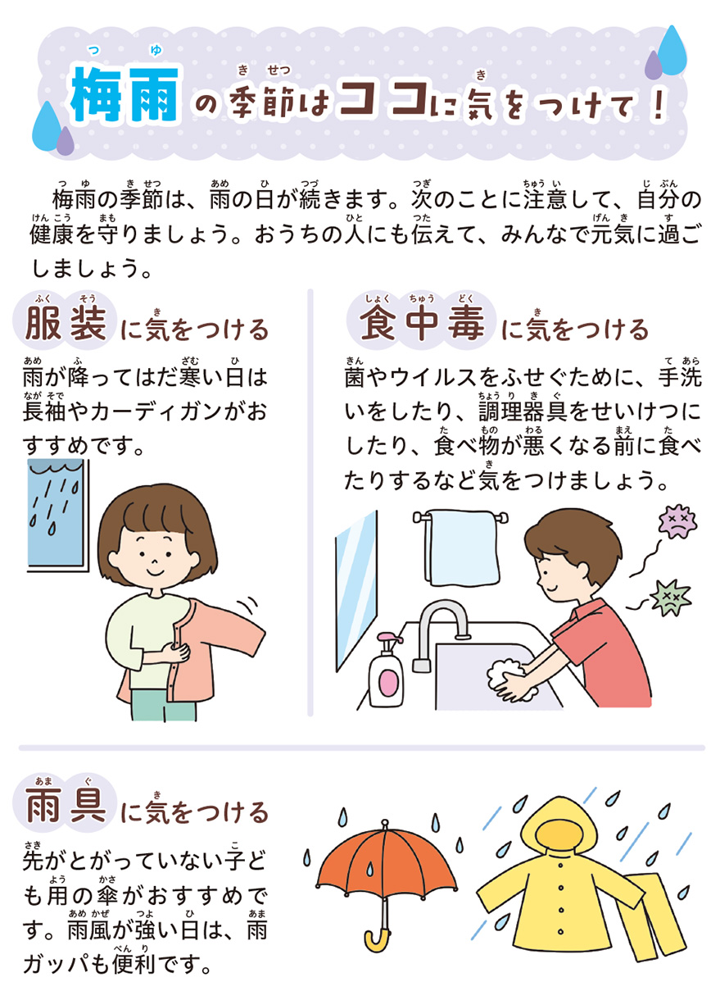 梅雨の季節はココに気をつけて！
梅雨の季節は、雨の日が続きます。次のことに注意して、自分の
健康を守りましょう。おうちの人にも伝えて、みんなで元気に過ご
しましょう。
服装に気をつける
雨が降ってはだ寒い日は
長袖やカーディガンがお
すすめです。
食中毒に気をつける
菌やウイルスをふせぐために、手洗
いをしたり、調理器具をせいけつに
したり、食べ物が悪くなる前に食べ
たりするなど気をつけましょう。
雨具に気をつける
先がとがっていない子ど
も用の傘がおすすめで
す。雨風が強い日は、雨
ガッパも便利です。